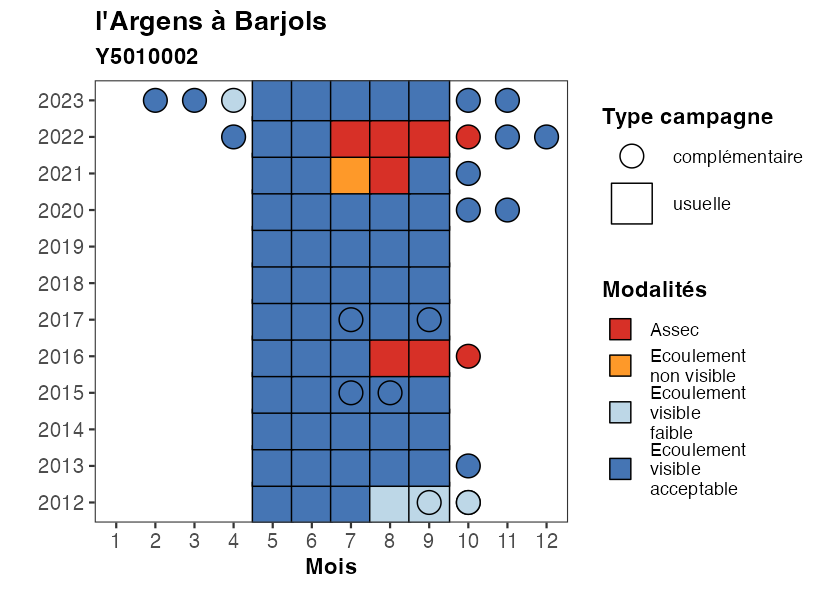 l'Argens à Barjols
Y5010002
2023
2022
2021
2020
2019
2018
2017
2016
2015
2014
2013
2012
1 2 3 4 5 6 7 8 9 10 11 12
Mois
Type campagne
complémentaire
usuelle
Modalités
Assec
Ecoulement
non visible
Ecoulement
visible
faible
Ecoulement
visible
acceptable